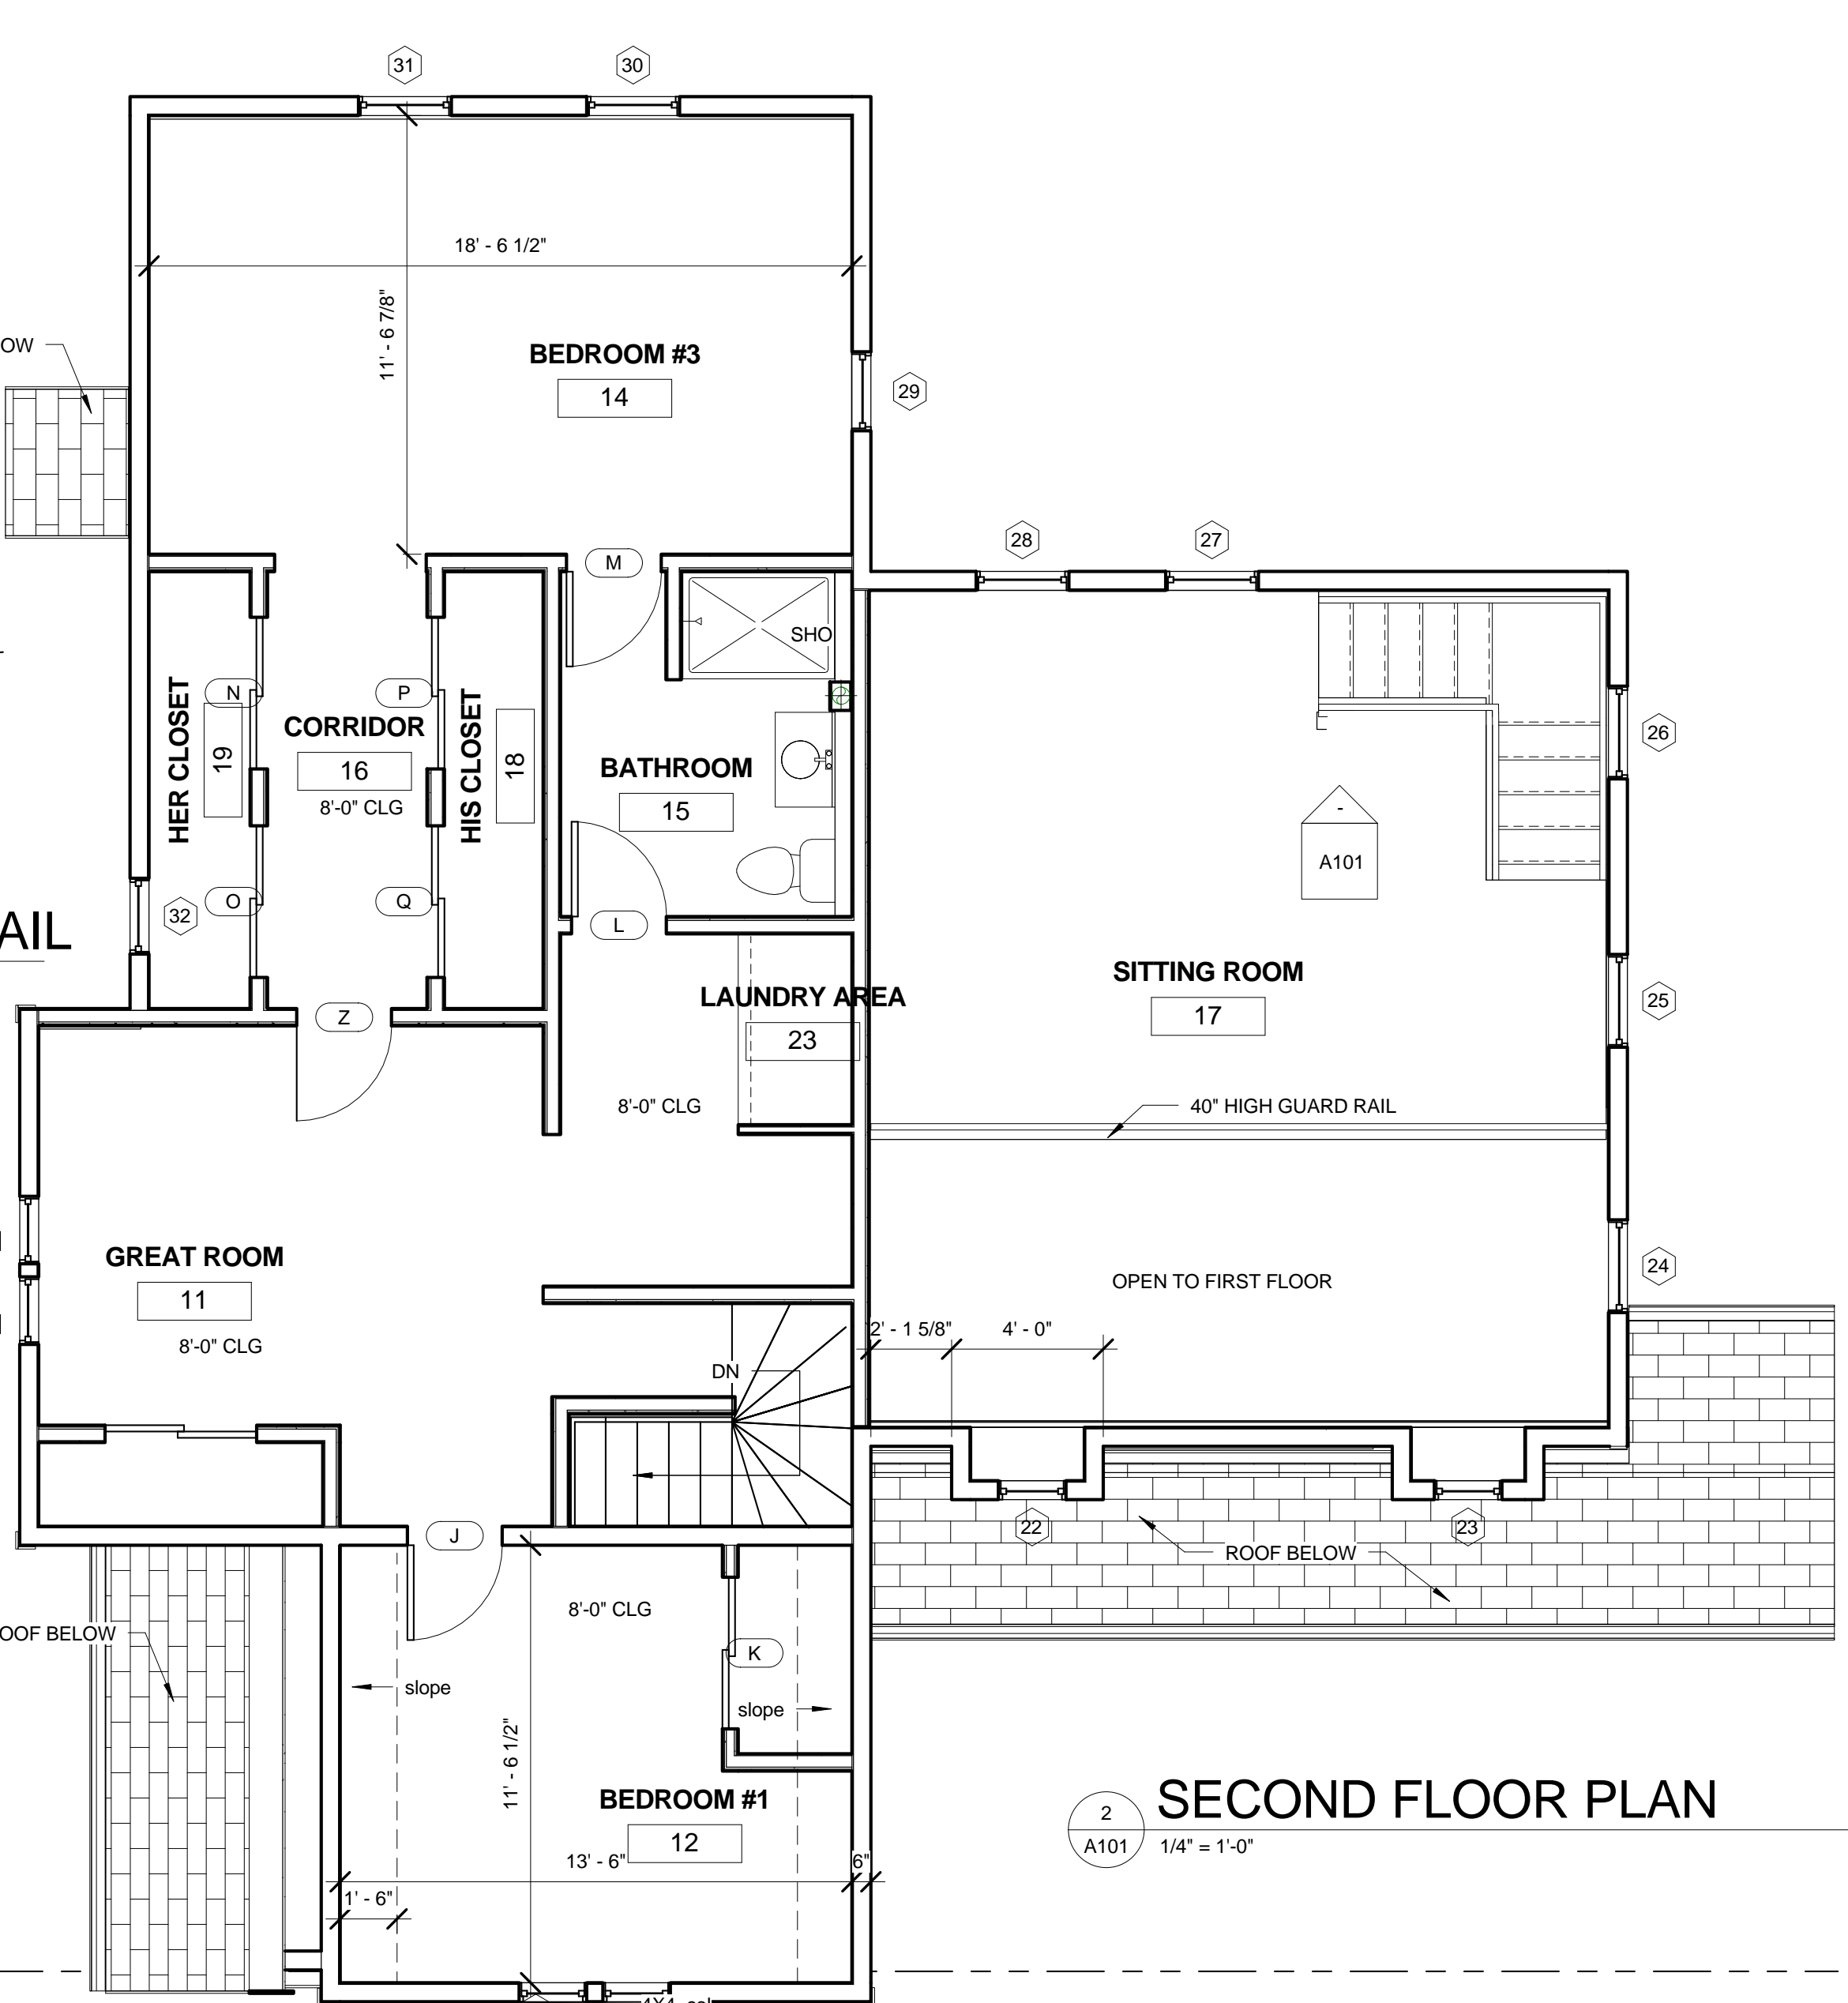 31
30
18' - 6 1/2"
11' - 6 7/8"
BEDROOM #3
14
OW
29
28
27
M
SHO
HER CLOSET
19
N
P
CORRIDOR
16
8'-0" CLG
HIS CLOSET
18
BATHROOM
15
26
-
A101
32
O
Q
L
AIL
SITTING ROOM
17
LAUNDRY AREA
23
25
Z
8'-0" CLG
40" HIGH GUARD RAIL
GREAT ROOM
11
8'-0" CLG
OPEN TO FIRST FLOOR
24
2' - 1 5/8"
4' - 0"
DN
J
22
23
ROOF BELOW
8'-0" CLG
OOF BELOW
K
slope
slope
11' - 6 1/2"
BEDROOM #1
12
13' - 6"
6"
1' - 6"
2
A101
SECOND FLOOR PLAN
1/4" = 1'-0"